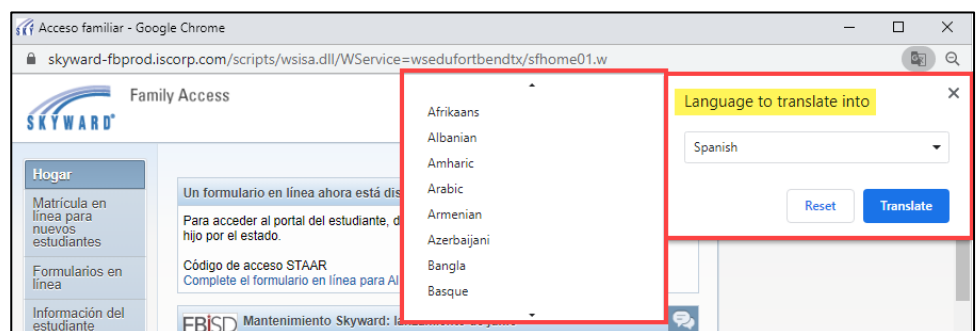 Acceso familiar - Google Chrome
skyward-fbprod.iscorp.com/scripts/wsisa.dll/WService=wsedufortbendtx/sfhome01.w
SKYWARD®
Family Access
Hogar
Matrícula en
línea para
nuevos
estudiantes
Formularios en
línea
Información del
estudiante
Un formulario en línea ahora está dis
Para acceder al portal del estudiante, d
hijo por el estado.
Código de acceso STAAR
Complete el formulario en línea para Al
FBISD Mantenimiento Skyward:
Afrikaans
Albanian
Amharic
Arabic
Armenian
Azerbaijani
Bangla
Basque
Language to translate into
Spanish
Reset
Translate